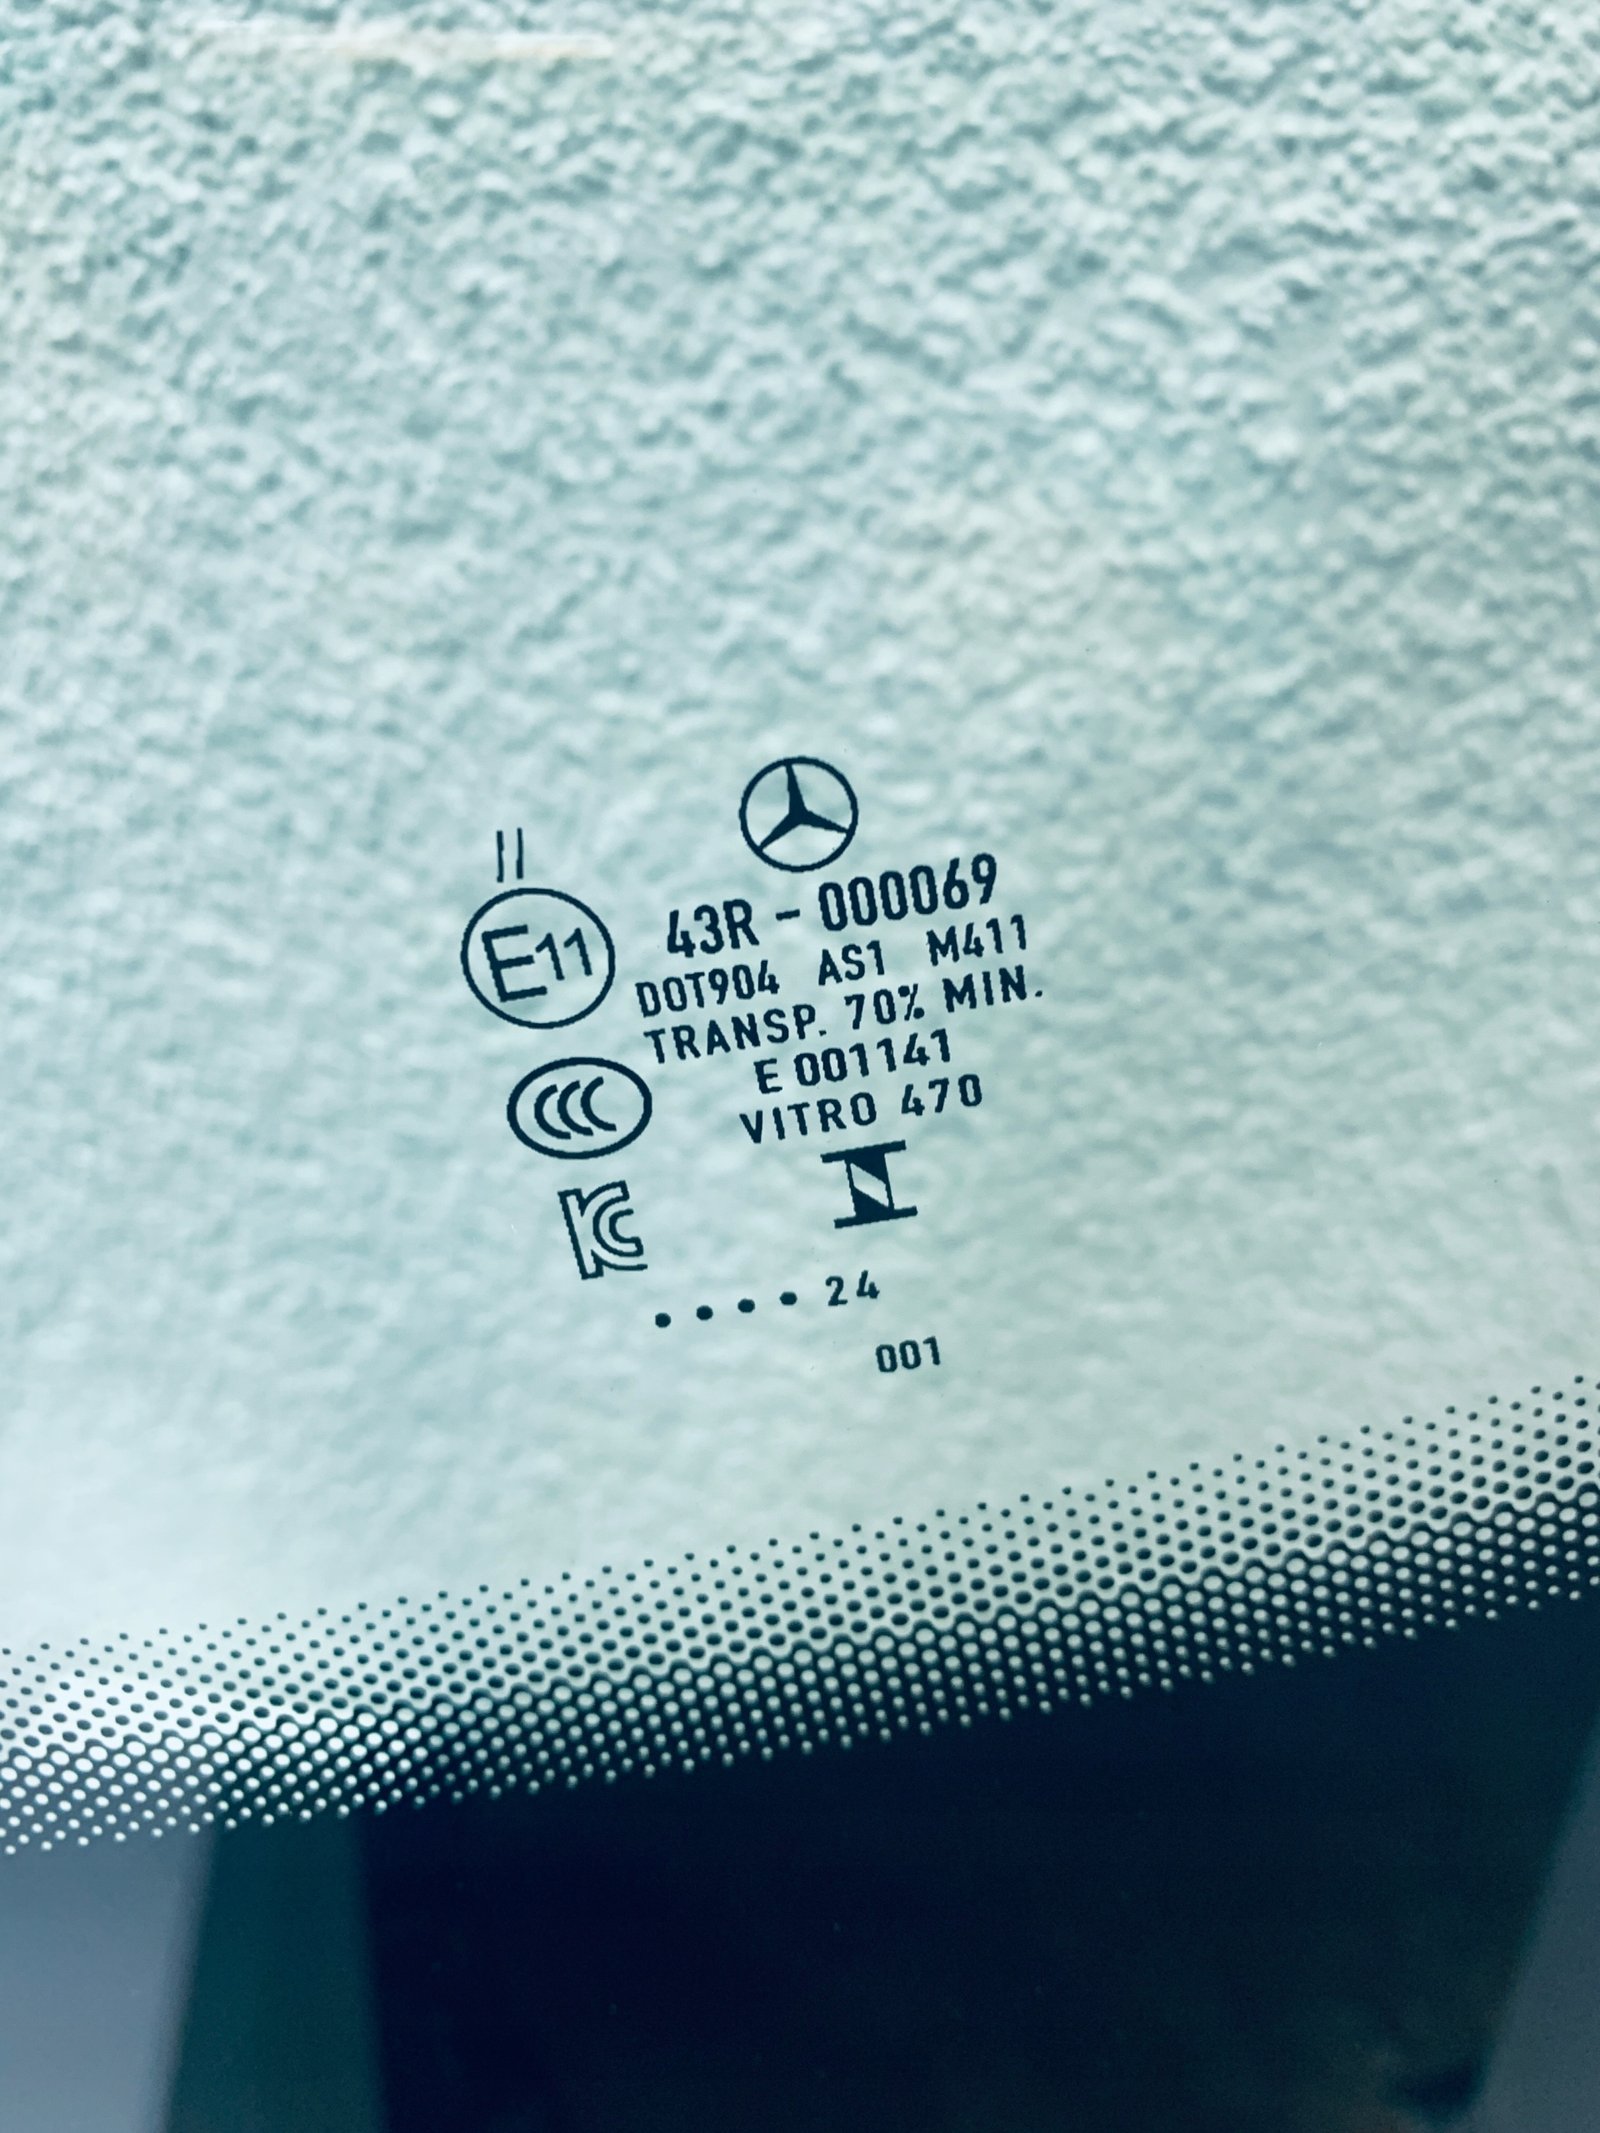 II
E11
43R - 000069
DOT904 AS1 M411
TRANSP. 70% MIN.
E 001141
VITRO 470
CCC
KC
•••• 24
001